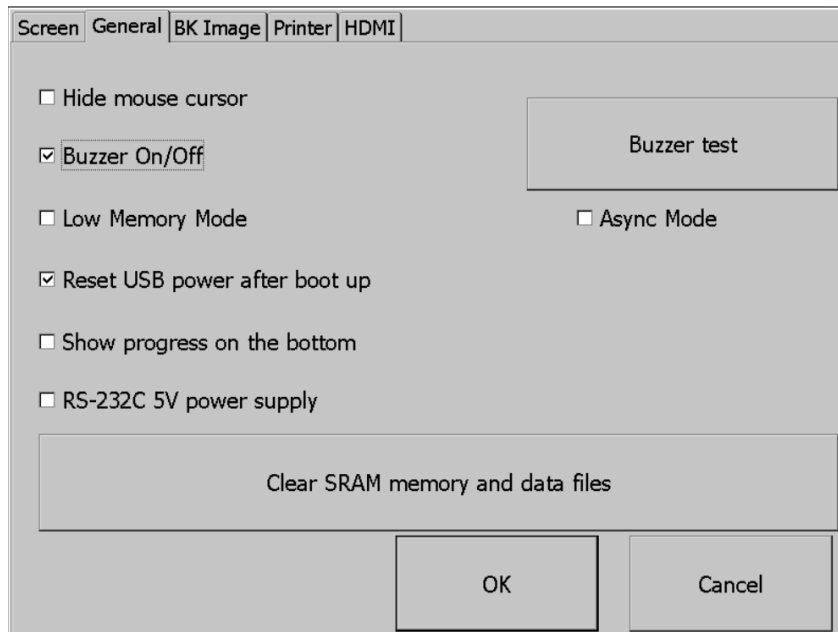 Screen General BK Image Printer HDMI
Hide mouse cursor
Buzzer On/Off
Buzzer test
Low Memory Mode Async Mode
Reset USB power after boot up
Show progress on the bottom
RS-232C 5V power supply
Clear SRAM memory and data files
OK Cancel